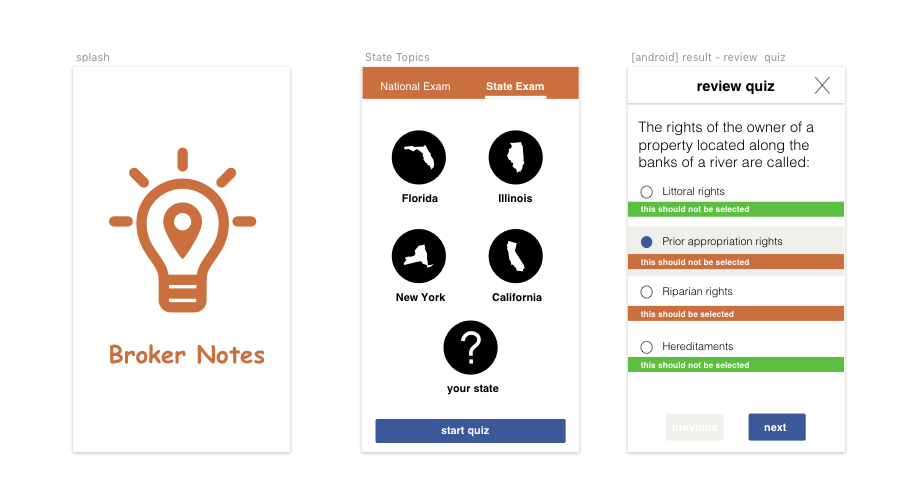 splash
Broker Notes
State Topics
National Exam State Exam
Florida Illinois
New York California
?
your state
start quiz
[android] result - review quiz
review quiz
The rights of the owner of a
property located along the
banks of a river are called:
Littoral rights
this should not be selected
Prior appropriation rights
this should not be selected
Riparian rights
this should be selected
Hereditaments
this should not be selected
previous next